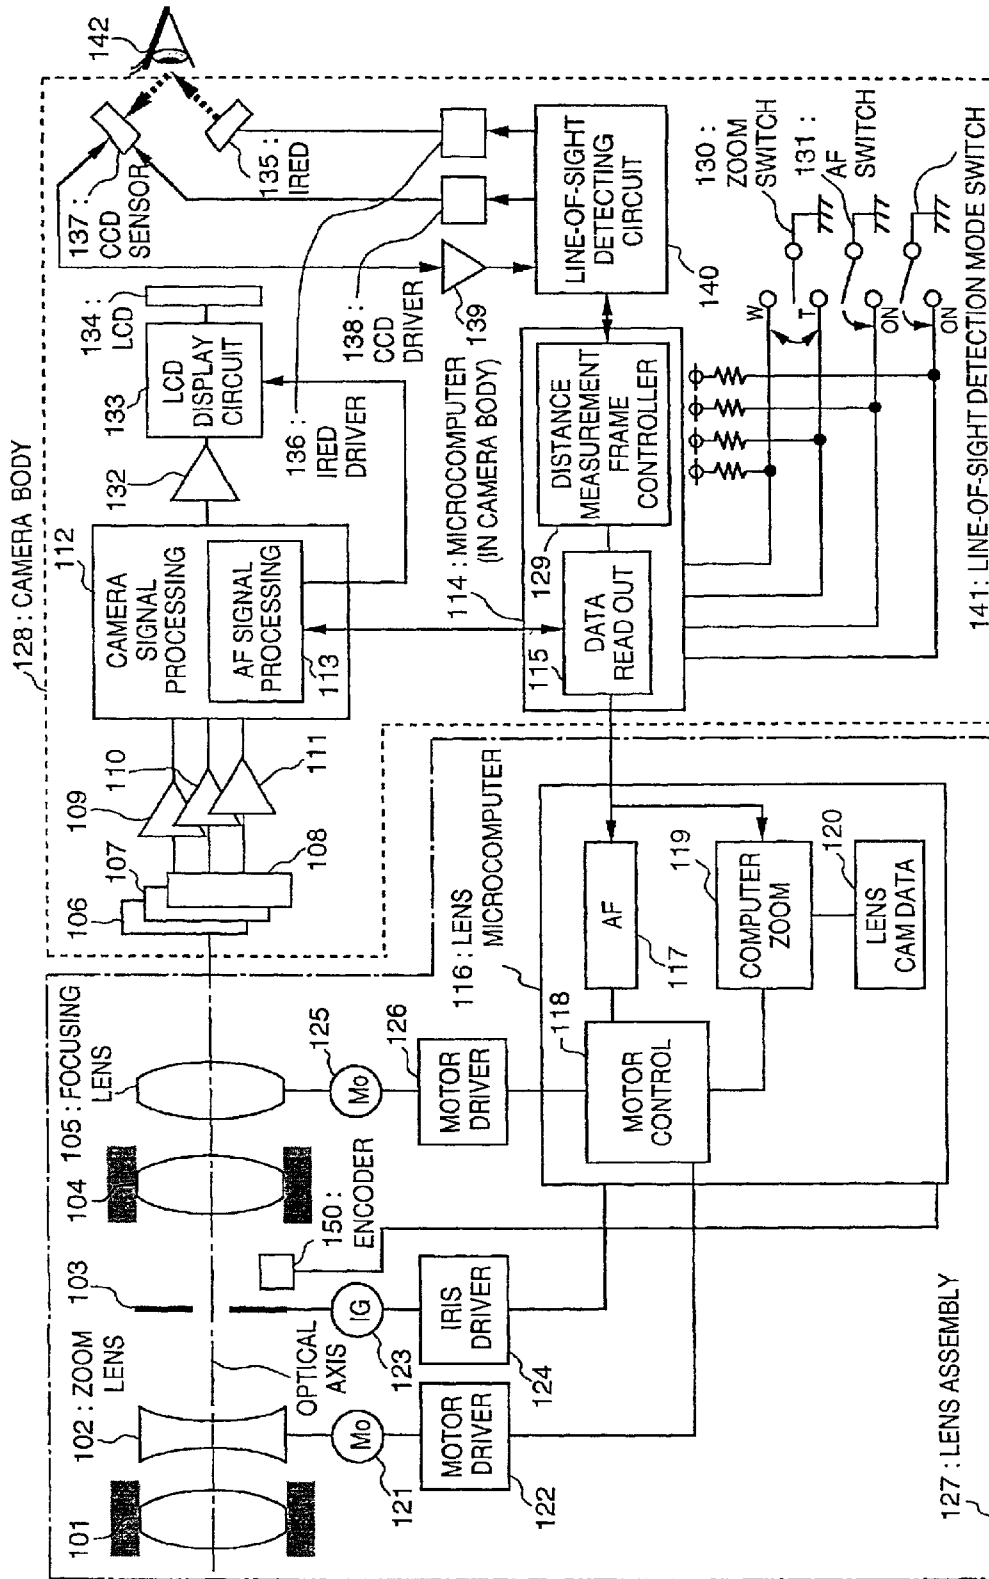 128 : CAMERA BODY
142
137 :
CCD
SENSOR
135 : IRED
134 :
LCD
133
LCD
DISPLAY
CIRCUIT
132
136 :
IRED
DRIVER
138 : CCD
DRIVER
139
LINE-OF-SIGHT
DETECTING
CIRCUIT
140
130 :
ZOOM
SWITCH
131 :
AF
SWITCH
W
T
ON
ON
141 : LINE-OF-SIGHT DETECTION MODE SWITCH
112
CAMERA
SIGNAL
PROCESSING
AF SIGNAL
PROCESSING
113
114 : MICROCOMPUTER
(IN CAMERA BODY)
129
DISTANCE
MEASUREMENT
FRAME
CONTROLLER
115
DATA
READ OUT
109
110
111
106
107
108
105 : FOCUSING
LENS
104
103
102 : ZOOM
LENS
101
OPTICAL
AXIS
150 :
ENCODER
125
Mo
126
MOTOR
DRIVER
IG
123
IRIS
DRIVER
124
Mo
121
MOTOR
DRIVER
122
116 : LENS
MICROCOMPUTER
118
MOTOR
CONTROL
AF
117
119
COMPUTER
ZOOM
120
LENS
CAM DATA
127 : LENS ASSEMBLY